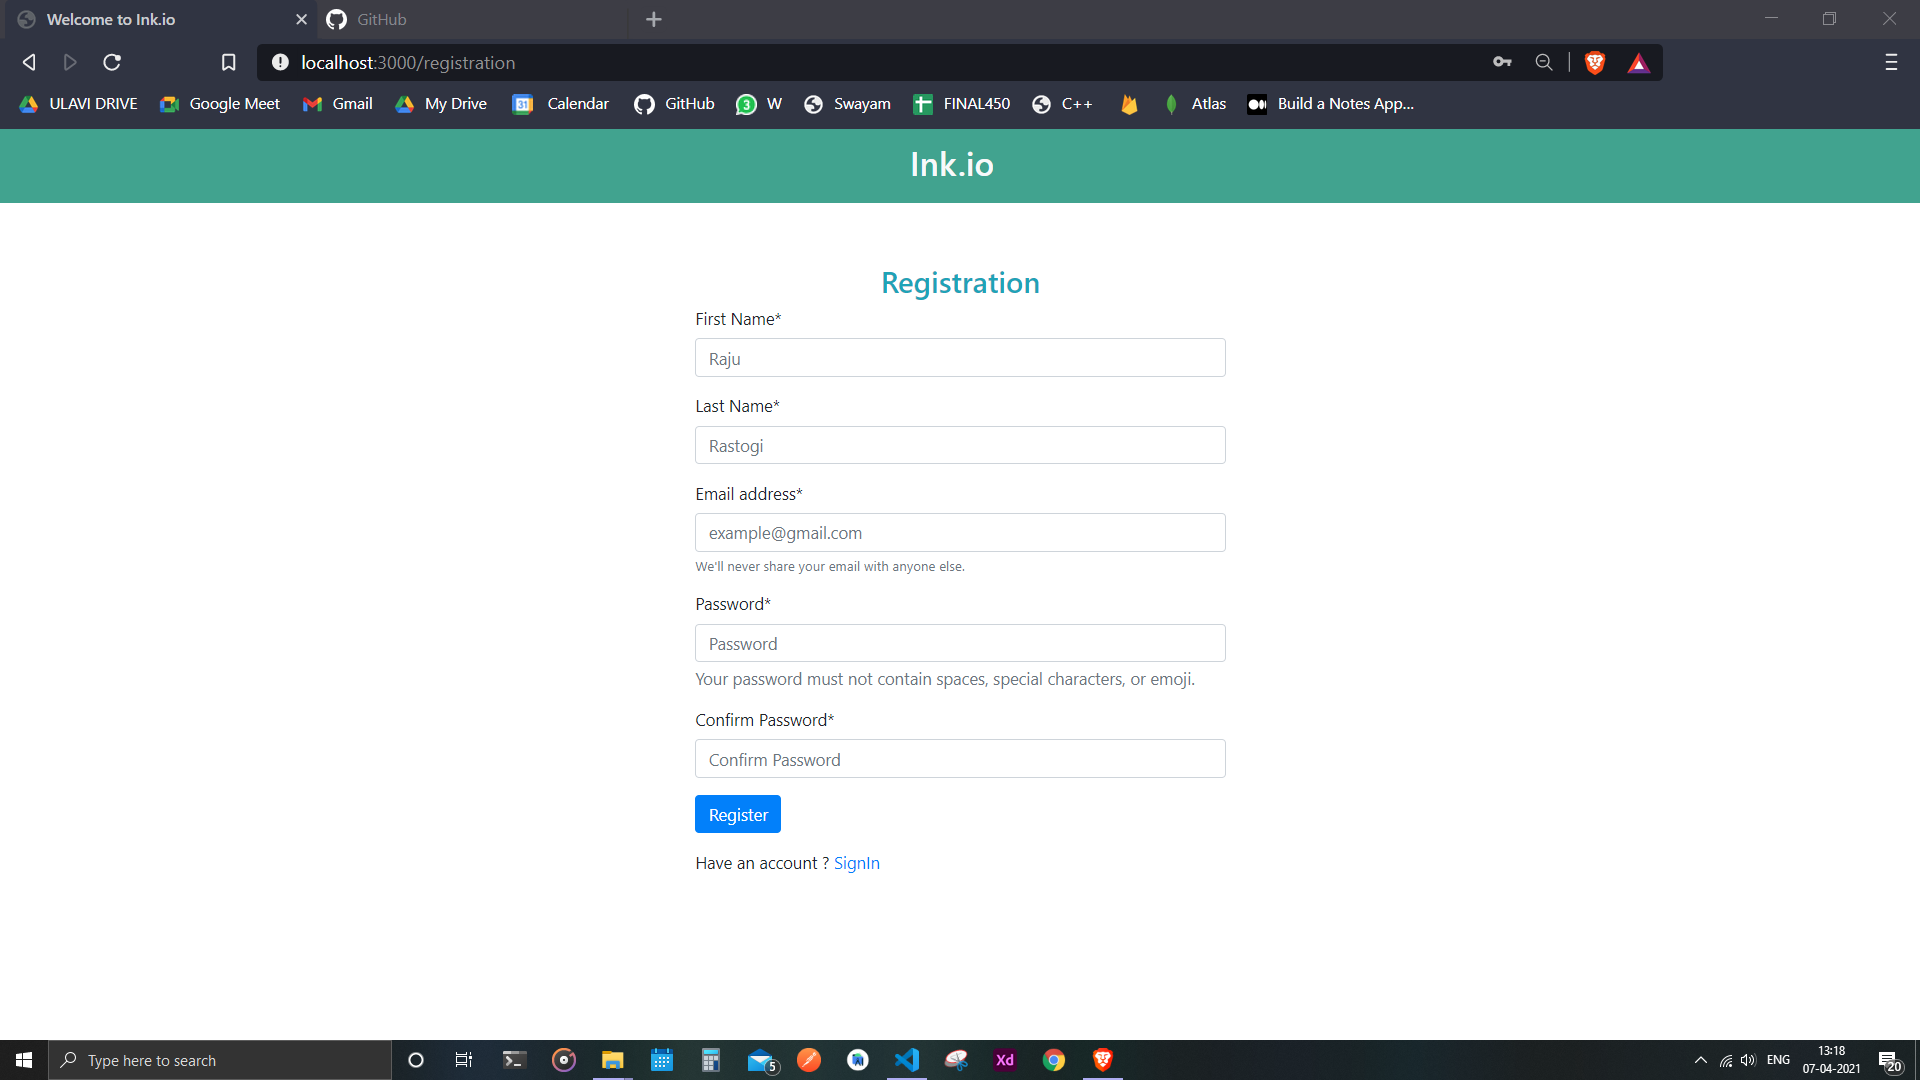 Welcome to Ink.io
GitHub
localhost:3000/registration
ULAVI DRIVE Google Meet Gmail My Drive 31 Calendar GitHub 3 W Swayam FINAL450 C++ Atlas Build a Notes App...
Ink.io
Registration
First Name*
Raju
Last Name*
Rastogi
Email address*
example@gmail.com
We'll never share your email with anyone else.
Password*
Password
Your password must not contain spaces, special characters, or emoji.
Confirm Password*
Confirm Password
Register
Have an account ? SignIn
Type here to search
5
Xd
ENG
13:18
07-04-2021
20